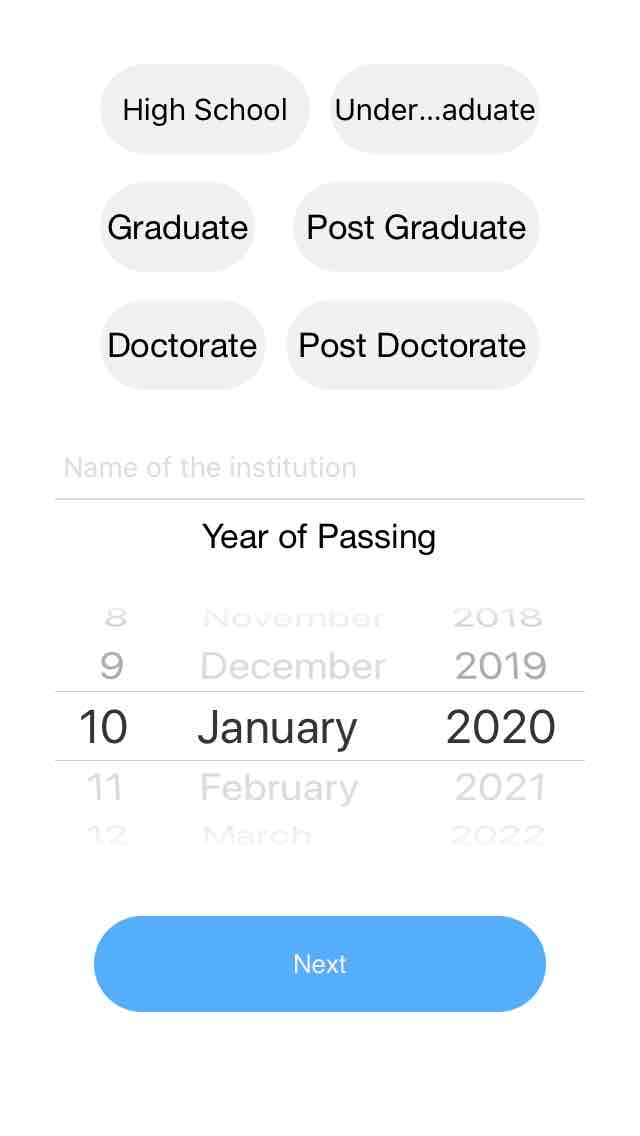 High School Under...aduate
Graduate Post Graduate
Doctorate Post Doctorate
Name of the institution
Year of Passing
8 November 2018
9 December 2019
10 January 2020
11 February 2021
12 March 2022
Next